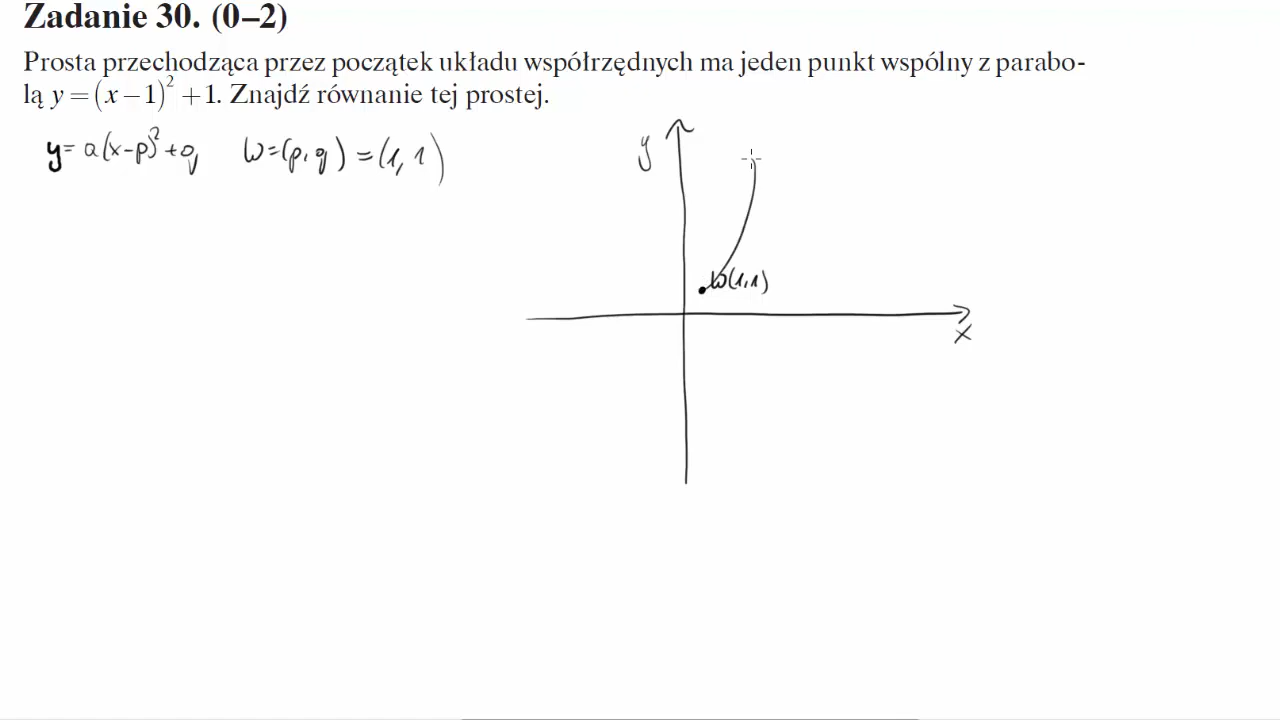 Zadanie 30. (0–2)
Prosta przechodząca przez początek układu współrzędnych ma jeden punkt wspólny z parabo-
lą y = (x – 1)² + 1. Znajdź równanie tej prostej.
y = a(x-p)² + q   W = (p, q) = (1, 1)
y
W(1,1)
x